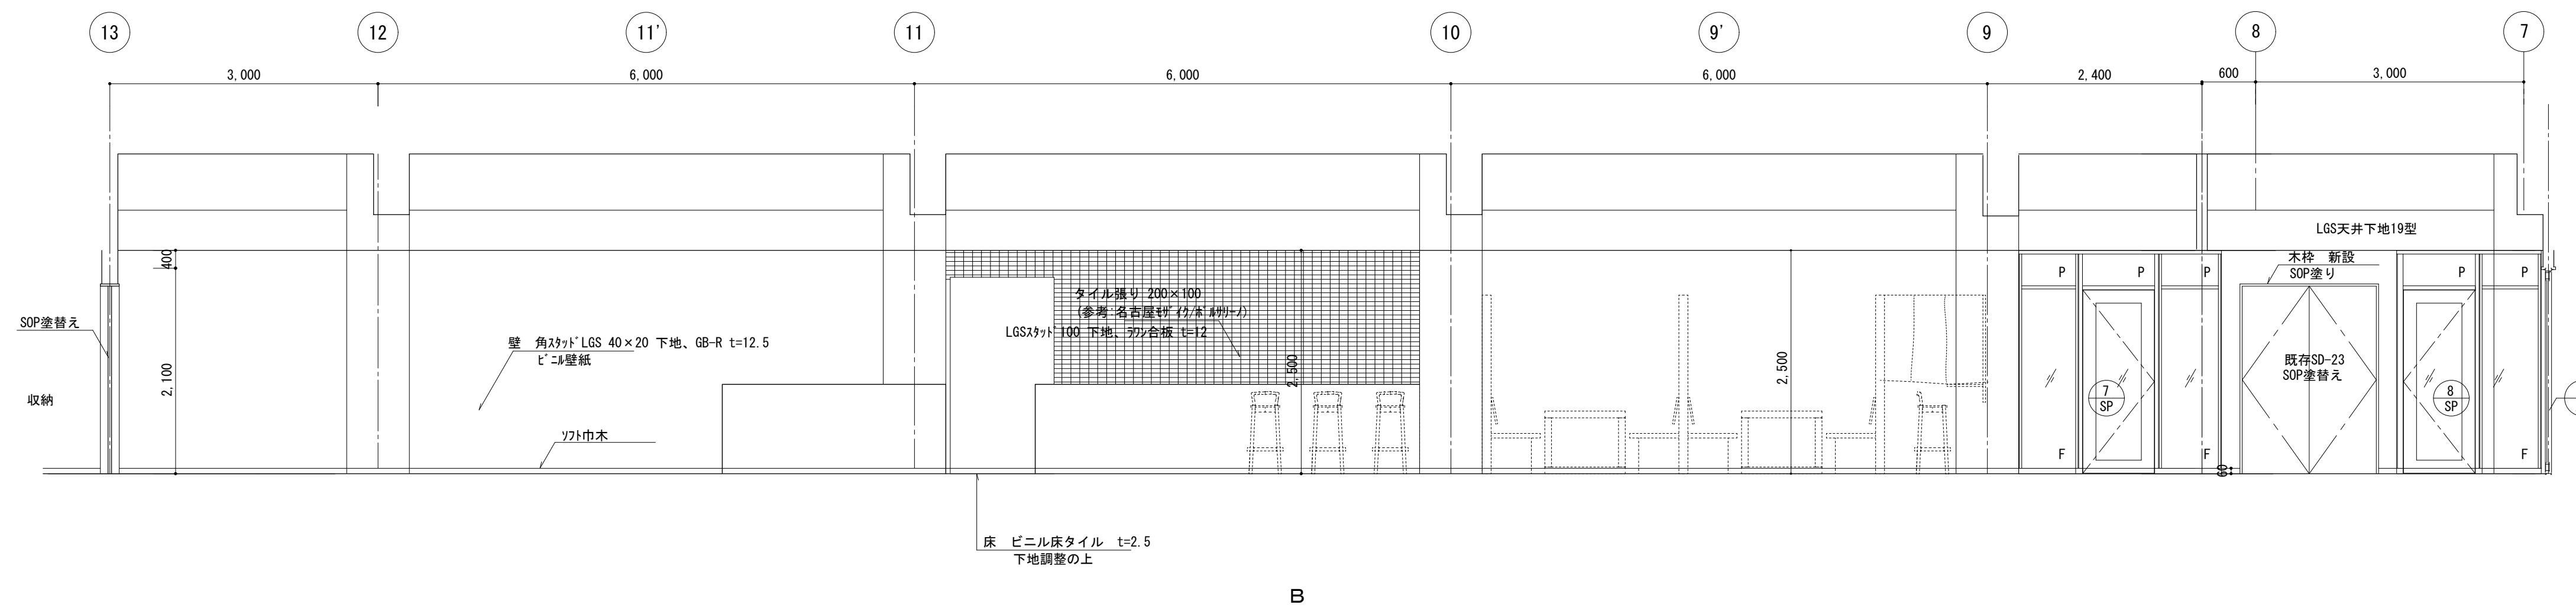 13 12 11' 11 10 9' 9 8 7
3,000 6,000 6,000 6,000 2,400 600 3,000
LGS天井下地19型
400
木枠 新設
SOP塗り
P P P P P
タイル張り 200×100
(参考:名古屋ﾓｻﾞｲｸ/ﾎﾞﾙｻﾘｰﾉ)
LGSｽﾀｯﾄﾞ100 下地、ﾗﾜﾝ合板 t=12
SOP塗替え
壁 角ｽﾀｯﾄﾞLGS 40×20 下地、GB-R t=12.5
ﾋﾞﾆﾙ壁紙
2,100
2,500
2,500
既存SD-23
SOP塗替え
収納
7
SP
8
SP
ｿﾌﾄ巾木
F F F
60
床 ビニル床タイル t=2.5
下地調整の上
B